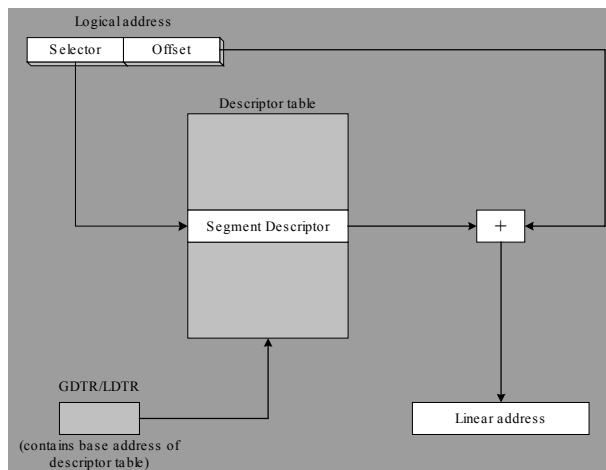 Logical address
Selector
Offset
Descriptor table
Segment Descriptor
+
GDTR/LDTR
Linear address
(contains base address of
descriptor table)